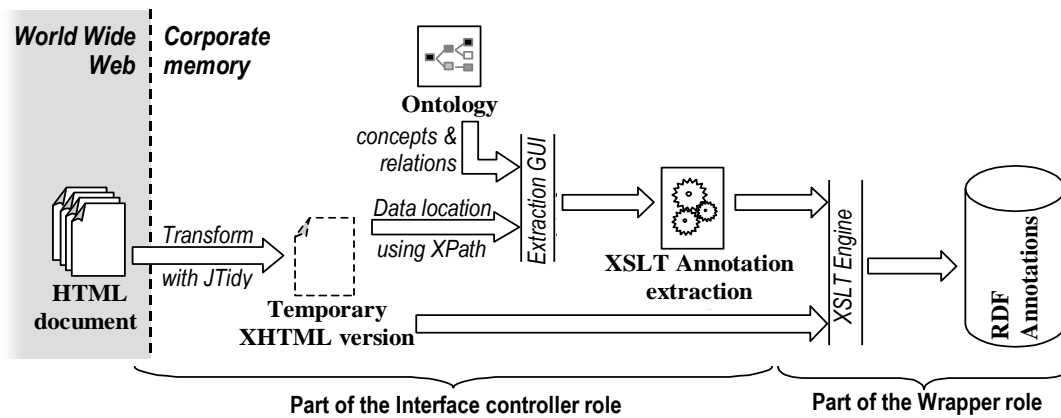 World Wide
Web
Corporate
memory
Ontology
concepts &
relations
Extraction GUI
Data location
using XPath
Transform
with JTidy
HTML
document
Temporary
XHTML version
XSLT Annotation
extraction
XSLT Engine
RDF
Annotations
Part of the Interface controller role
Part of the Wrapper role